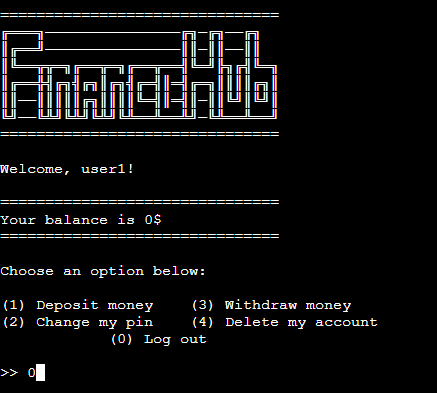 ===============================
===============================
Welcome, user1!
===============================
Your balance is 0$
===============================
Choose an option below:
(1) Deposit money    (3) Withdraw money
(2) Change my pin    (4) Delete my account
(0) Log out
>> 0